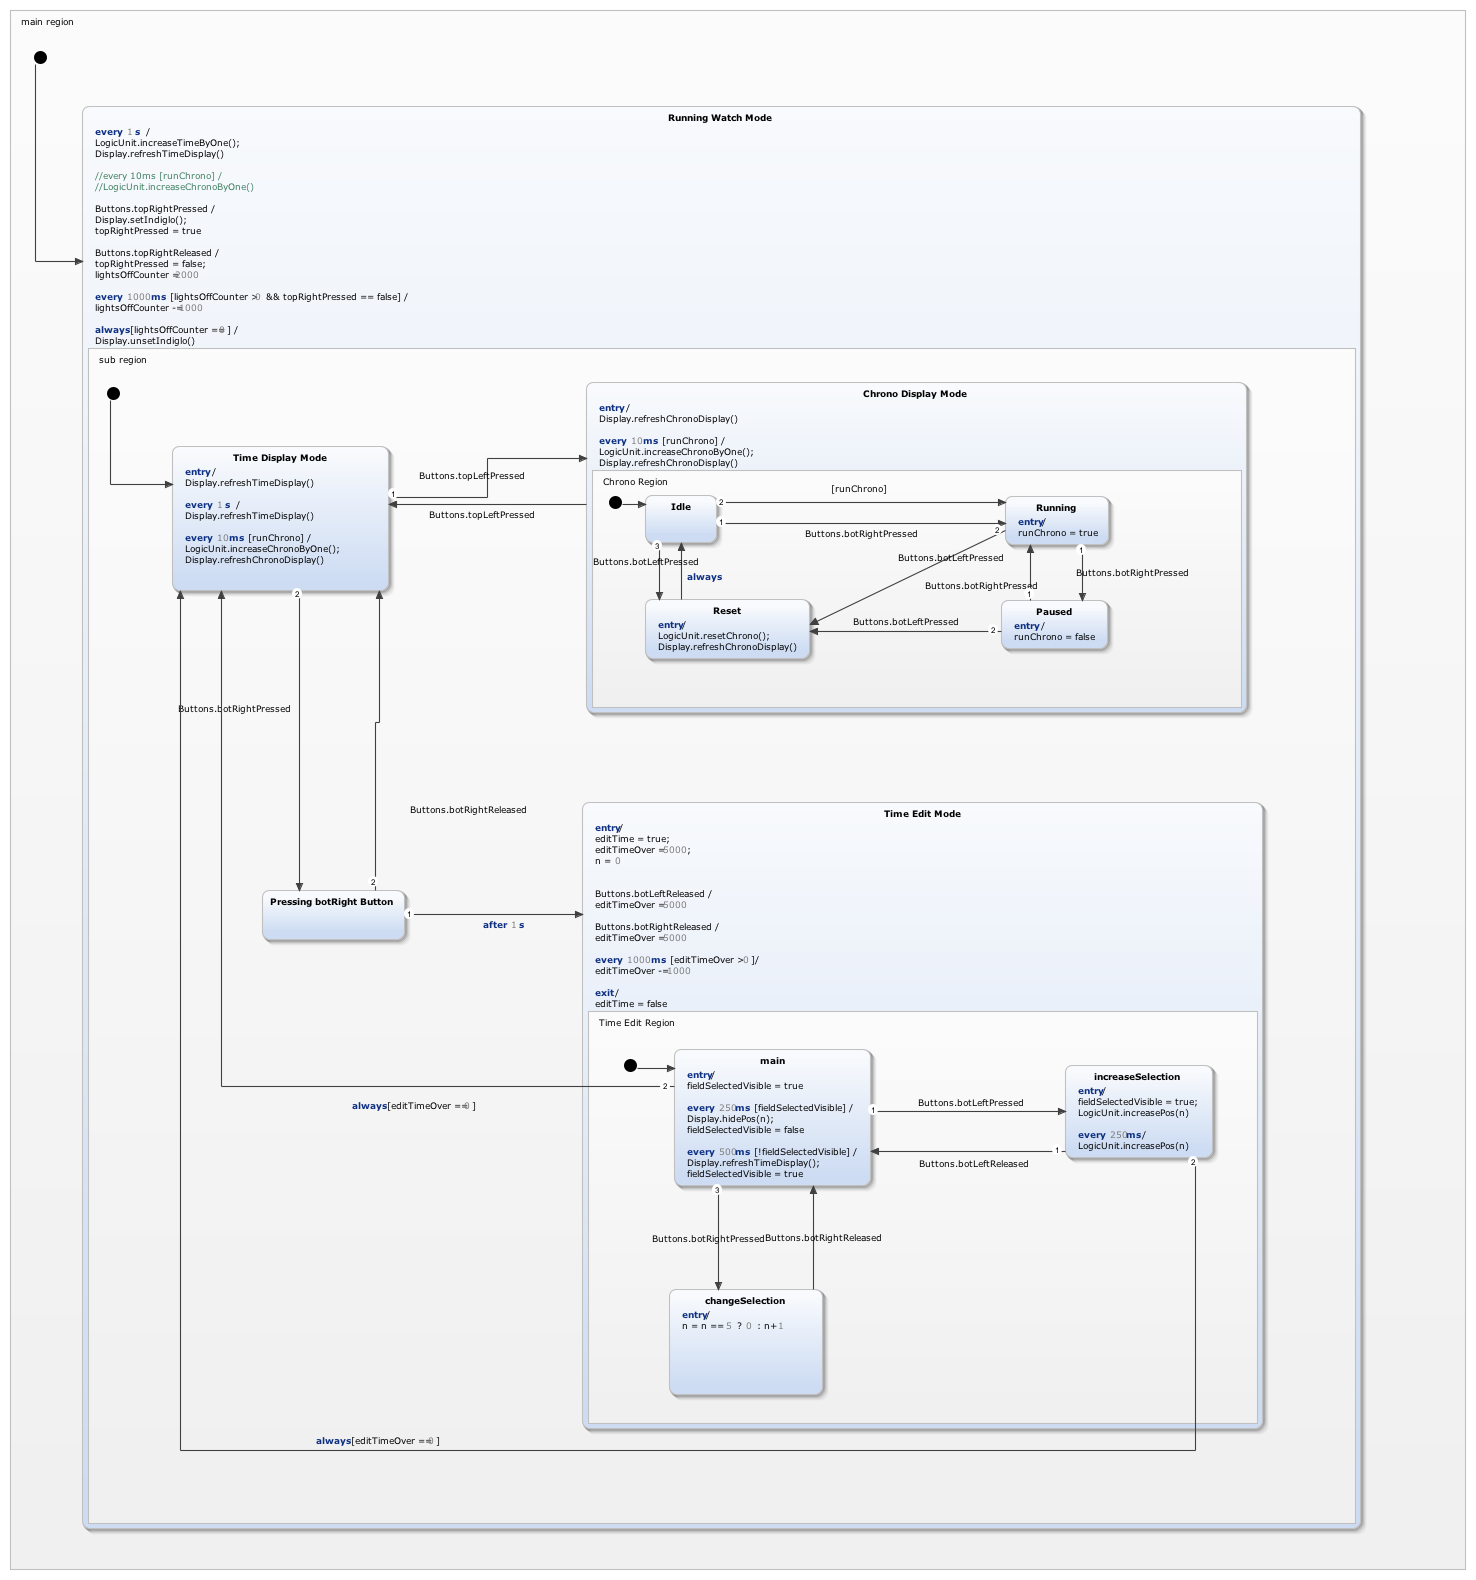 main region
Running Watch Mode
every 1 s /
LogicUnit.increaseTimeByOne();
Display.refreshTimeDisplay()
//every 10ms [runChrono] /
//LogicUnit.increaseChronoByOne()
Buttons.topRightPressed /
Display.setIndiglo();
topRightPressed = true
Buttons.topRightReleased /
topRightPressed = false;
lightsOffCounter = 2000
every 1000ms [lightsOffCounter > 0 && topRightPressed == false] /
lightsOffCounter -= 1000
always [lightsOffCounter == 0 ] /
Display.unsetIndiglo()
sub region
Time Display Mode
entry /
Display.refreshTimeDisplay()
every 1 s /
Display.refreshTimeDisplay()
every 10ms [runChrono] /
LogicUnit.increaseChronoByOne();
Display.refreshChronoDisplay()
1
Buttons.topLeftPressed
Buttons.topLeftPressed
2
Chrono Display Mode
entry /
Display.refreshChronoDisplay()
every 10ms [runChrono] /
LogicUnit.increaseChronoByOne();
Display.refreshChronoDisplay()
Chrono Region
Idle
2
[runChrono]
1
Buttons.botRightPressed
3
Buttons.botLeftPressed
always
Running
entry /
runChrono = true
2
Buttons.botLeftPressed
1
Buttons.botRightPressed
Buttons.botRightPressed
1
Reset
entry /
LogicUnit.resetChrono();
Display.refreshChronoDisplay()
Buttons.botLeftPressed
2
Paused
entry /
runChrono = false
Buttons.botRightPressed
Buttons.botRightReleased
2
Pressing botRight Button
1
after 1 s
Time Edit Mode
entry /
editTime = true;
editTimeOver = 5000;
n = 0
Buttons.botLeftReleased /
editTimeOver = 5000
Buttons.botRightReleased /
editTimeOver = 5000
every 1000ms [editTimeOver > 0 ]/
editTimeOver -= 1000
exit /
editTime = false
Time Edit Region
main
entry /
fieldSelectedVisible = true
every 250ms [fieldSelectedVisible] /
Display.hidePos(n);
fieldSelectedVisible = false
every 500ms [!fieldSelectedVisible] /
Display.refreshTimeDisplay();
fieldSelectedVisible = true
2
always [editTimeOver == 0 ]
1
Buttons.botLeftPressed
1
Buttons.botLeftReleased
increaseSelection
entry /
fieldSelectedVisible = true;
LogicUnit.increasePos(n)
every 250ms /
LogicUnit.increasePos(n)
2
3
Buttons.botRightPressed
Buttons.botRightReleased
changeSelection
entry /
n = n == 5 ? 0 : n+1
always [editTimeOver == 0 ]